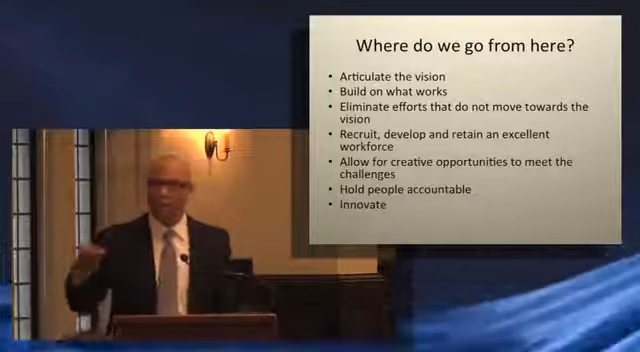 Where do we go from here?
• Articulate the vision
• Build on what works
• Eliminate efforts that do not move towards the
vision
• Recruit, develop and retain an excellent
workforce
• Allow for creative opportunities to meet the
challenges
• Hold people accountable
• Innovate